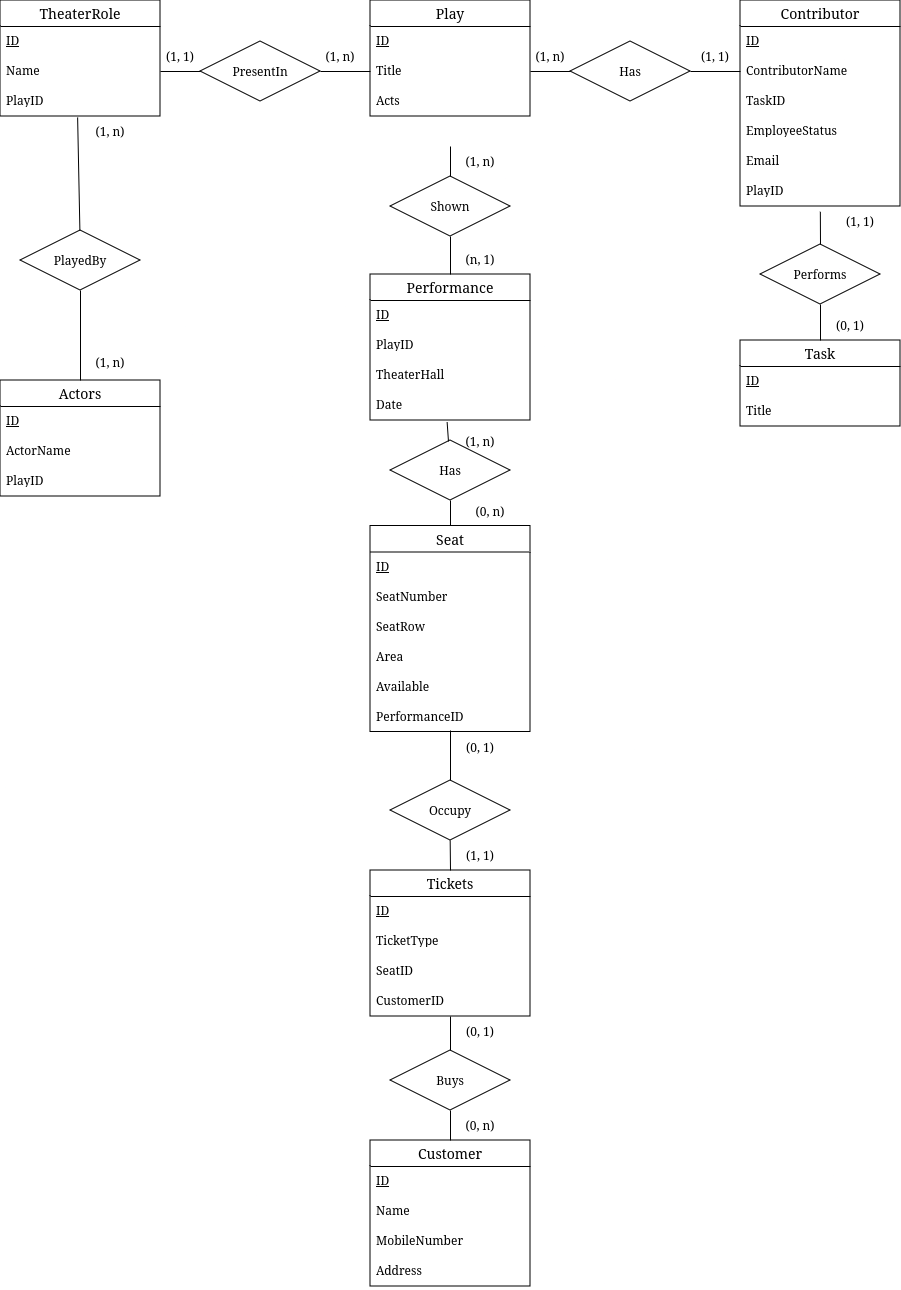 TheaterRole
ID
Name
PlayID
(1, 1)
PresentIn
(1, n)
Play
ID
Title
Acts
(1, n)
Has
(1, 1)
Contributor
ID
ContributorName
TaskID
EmployeeStatus
Email
PlayID
(1, n)
PlayedBy
(1, n)
Actors
ID
ActorName
PlayID
(1, n)
Shown
(n, 1)
Performance
ID
PlayID
TheaterHall
Date
(1, 1)
Performs
(0, 1)
Task
ID
Title
(1, n)
Has
(0, n)
Seat
ID
SeatNumber
SeatRow
Area
Available
PerformanceID
(0, 1)
Occupy
(1, 1)
Tickets
ID
TicketType
SeatID
CustomerID
(0, 1)
Buys
(0, n)
Customer
ID
Name
MobileNumber
Address